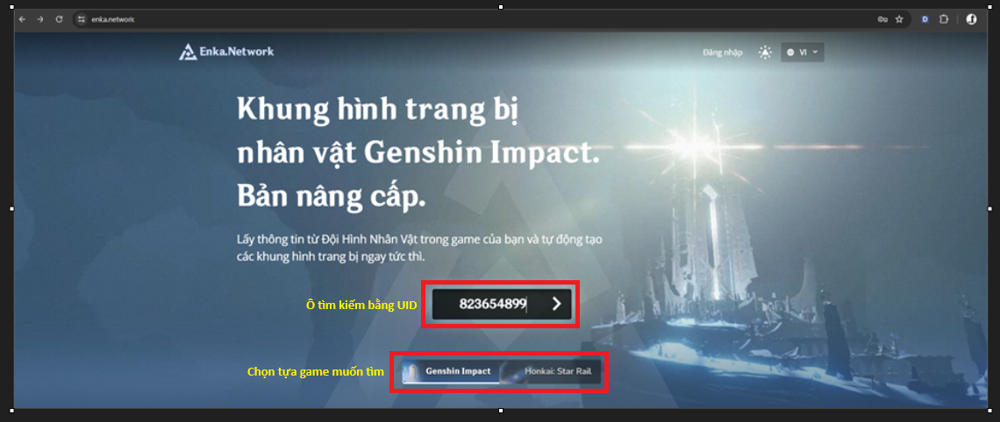 enka.network
Enka.Network
Đăng nhập
VI
Khung hình trang bị
nhân vật Genshin Impact.
Bản nâng cấp.
Lấy thông tin từ Đội Hình Nhân Vật trong game của bạn và tự động tạo
các khung hình trang bị ngay tức thì.
Ô tìm kiếm bằng UID
823654899
Chọn tựa game muốn tìm
Genshin Impact
Honkai: Star Rail